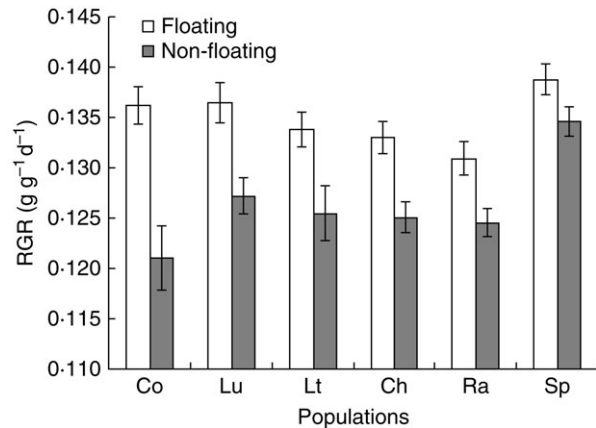 0·145
0·140
0·135
0·130
0·125
0·120
0·115
0·110
RGR (g g⁻¹ d⁻¹)
Floating
Non-floating
Co Lu Lt Ch Ra Sp
Populations